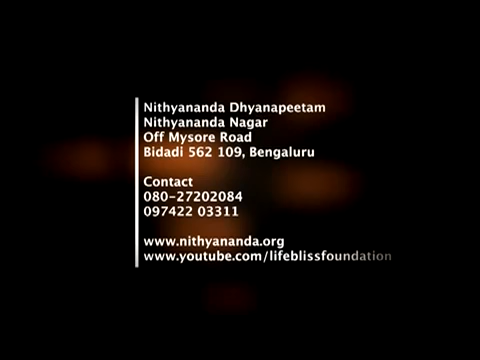 Nithyananda Dhyanapeetam
Nithyananda Nagar
Off Mysore Road
Bidadi 562 109, Bengaluru
Contact
080-27202084
097422 03311
www.nithyananda.org
www.youtube.com/lifeblissfoundation